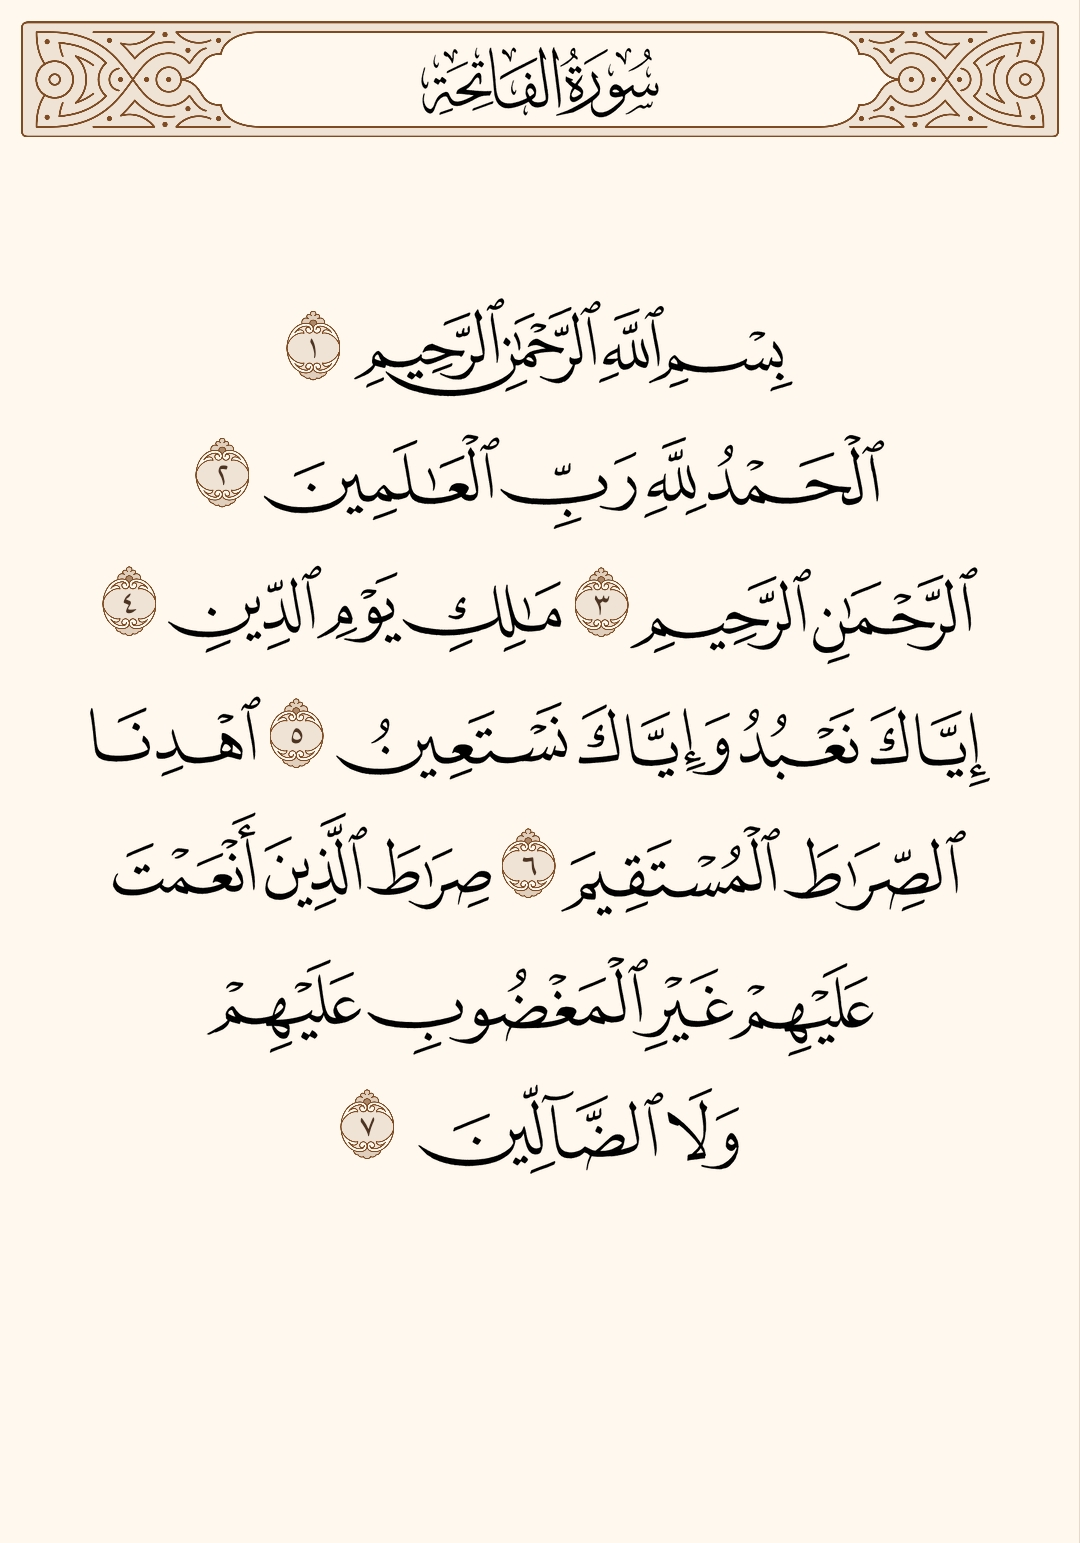 سُورَةُ الفَاتِحَةِ
بِسْمِ ٱللَّهِ ٱلرَّحْمَٰنِ ٱلرَّحِيمِ ١
ٱلْحَمْدُ لِلَّهِ رَبِّ ٱلْعَٰلَمِينَ ٢
ٱلرَّحْمَٰنِ ٱلرَّحِيمِ ٣ مَٰلِكِ يَوْمِ ٱلدِّينِ ٤
إِيَّاكَ نَعْبُدُ وَإِيَّاكَ نَسْتَعِينُ ٥ ٱهْدِنَا
ٱلصِّرَٰطَ ٱلْمُسْتَقِيمَ ٦ صِرَٰطَ ٱلَّذِينَ أَنْعَمْتَ
عَلَيْهِمْ غَيْرِ ٱلْمَغْضُوبِ عَلَيْهِمْ
وَلَا ٱلضَّآلِّينَ ٧